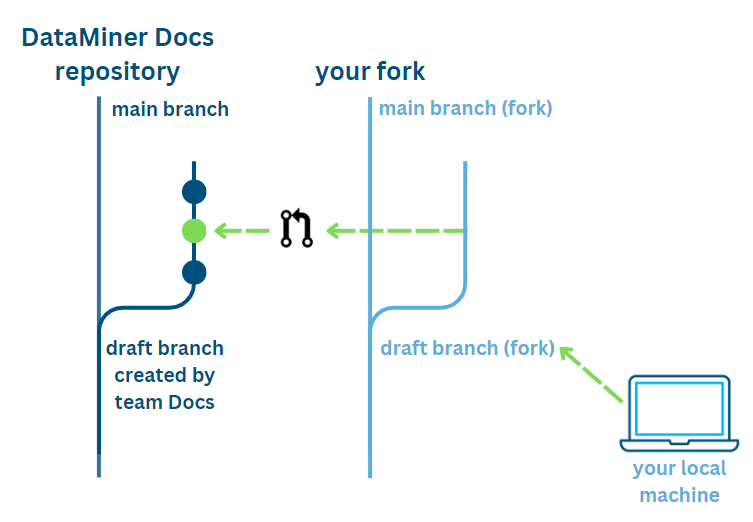 DataMiner Docs
repository
your fork
main branch
main branch (fork)
draft branch
created by
team Docs
draft branch (fork)
your local
machine